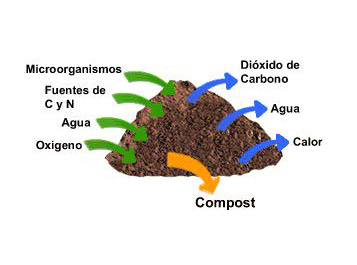 Microorganismos
Fuentes de
C y N
Agua
Oxigeno
Dióxido de
Carbono
Agua
Calor
Compost